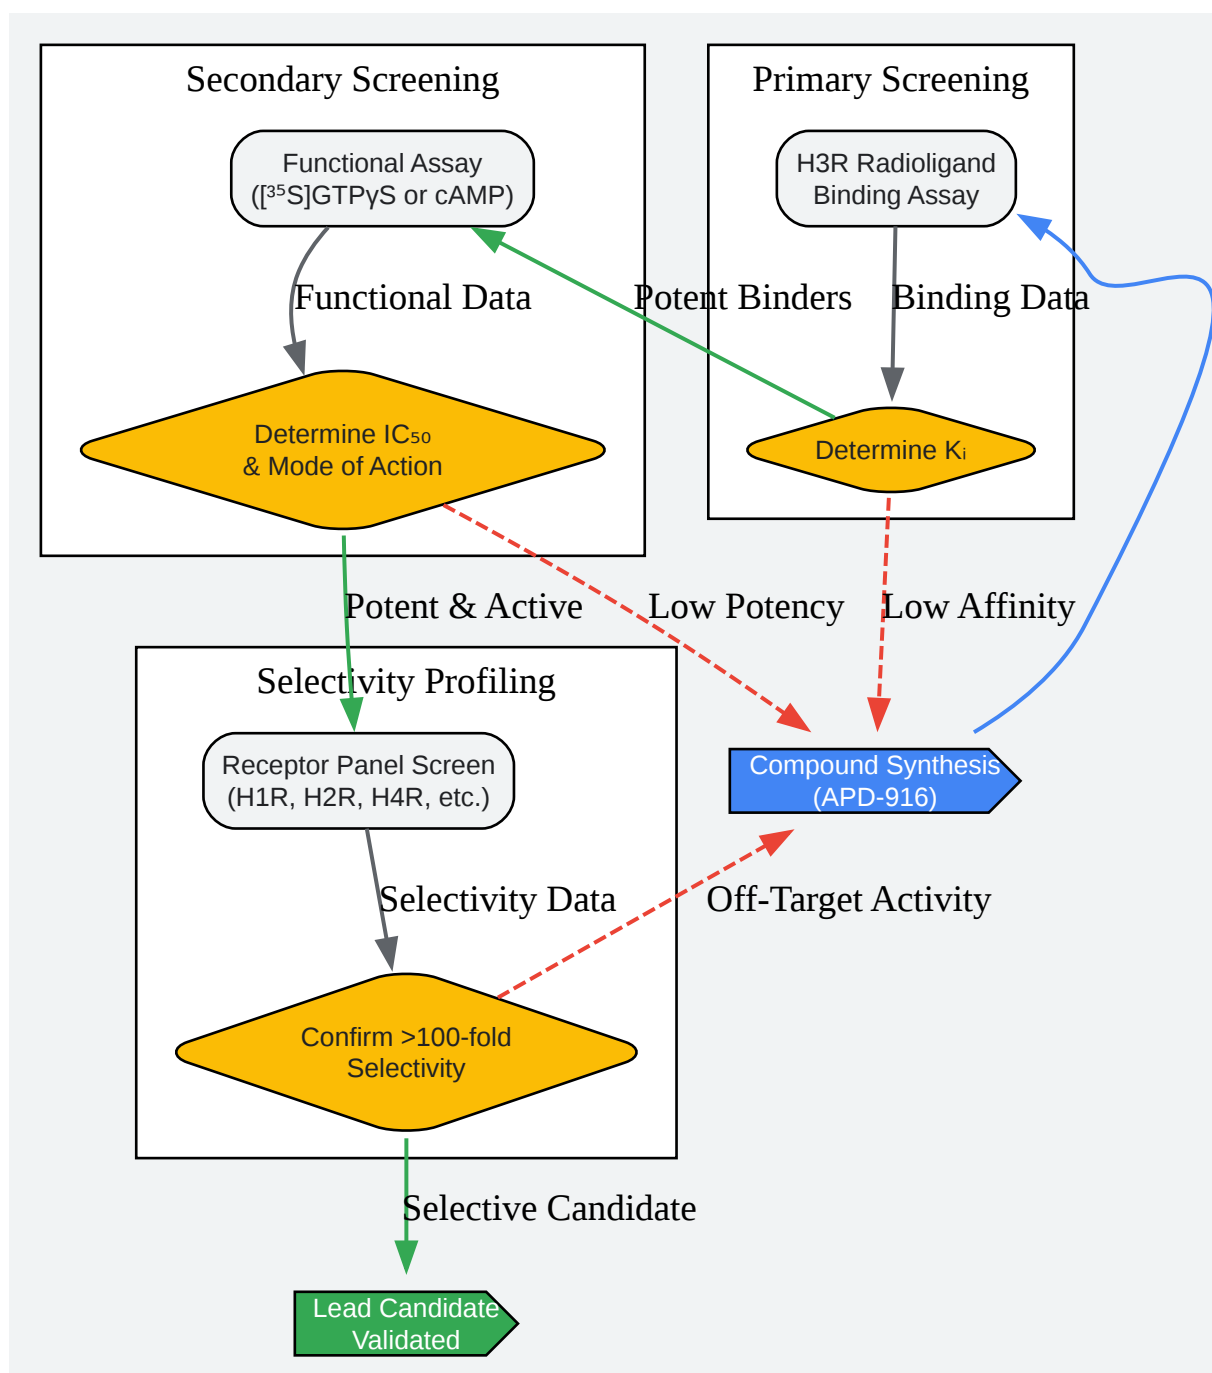 Secondary Screening
Primary Screening
Functional Assay
([³⁵S]GTPγS or cAMP)
H3R Radioligand
Binding Assay
Functional Data
Potent Binders
Binding Data
Determine IC₅₀
& Mode of Action
Determine Kᵢ
Potent & Active
Low Potency
Low Affinity
Selectivity Profiling
Receptor Panel Screen
(H1R, H2R, H4R, etc.)
Compound Synthesis
(APD-916)
Selectivity Data
Off-Target Activity
Confirm >100-fold
Selectivity
Selective Candidate
Lead Candidate
Validated